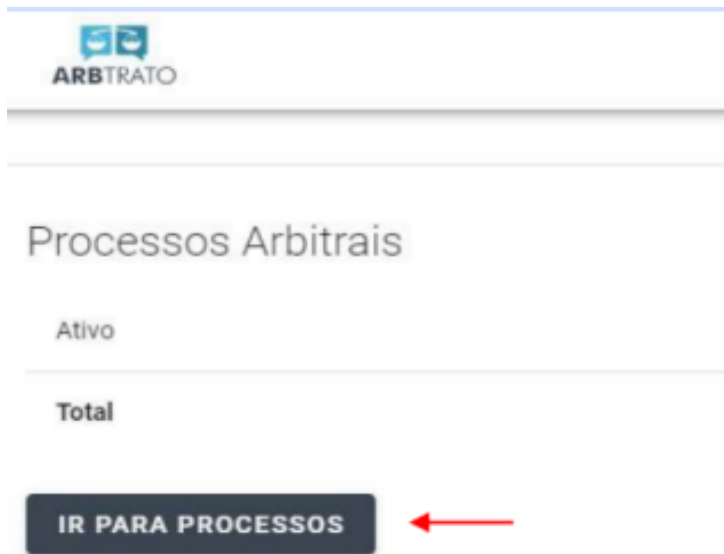 ARBTRATO
Processos Arbitrais
Ativo
Total
IR PARA PROCESSOS